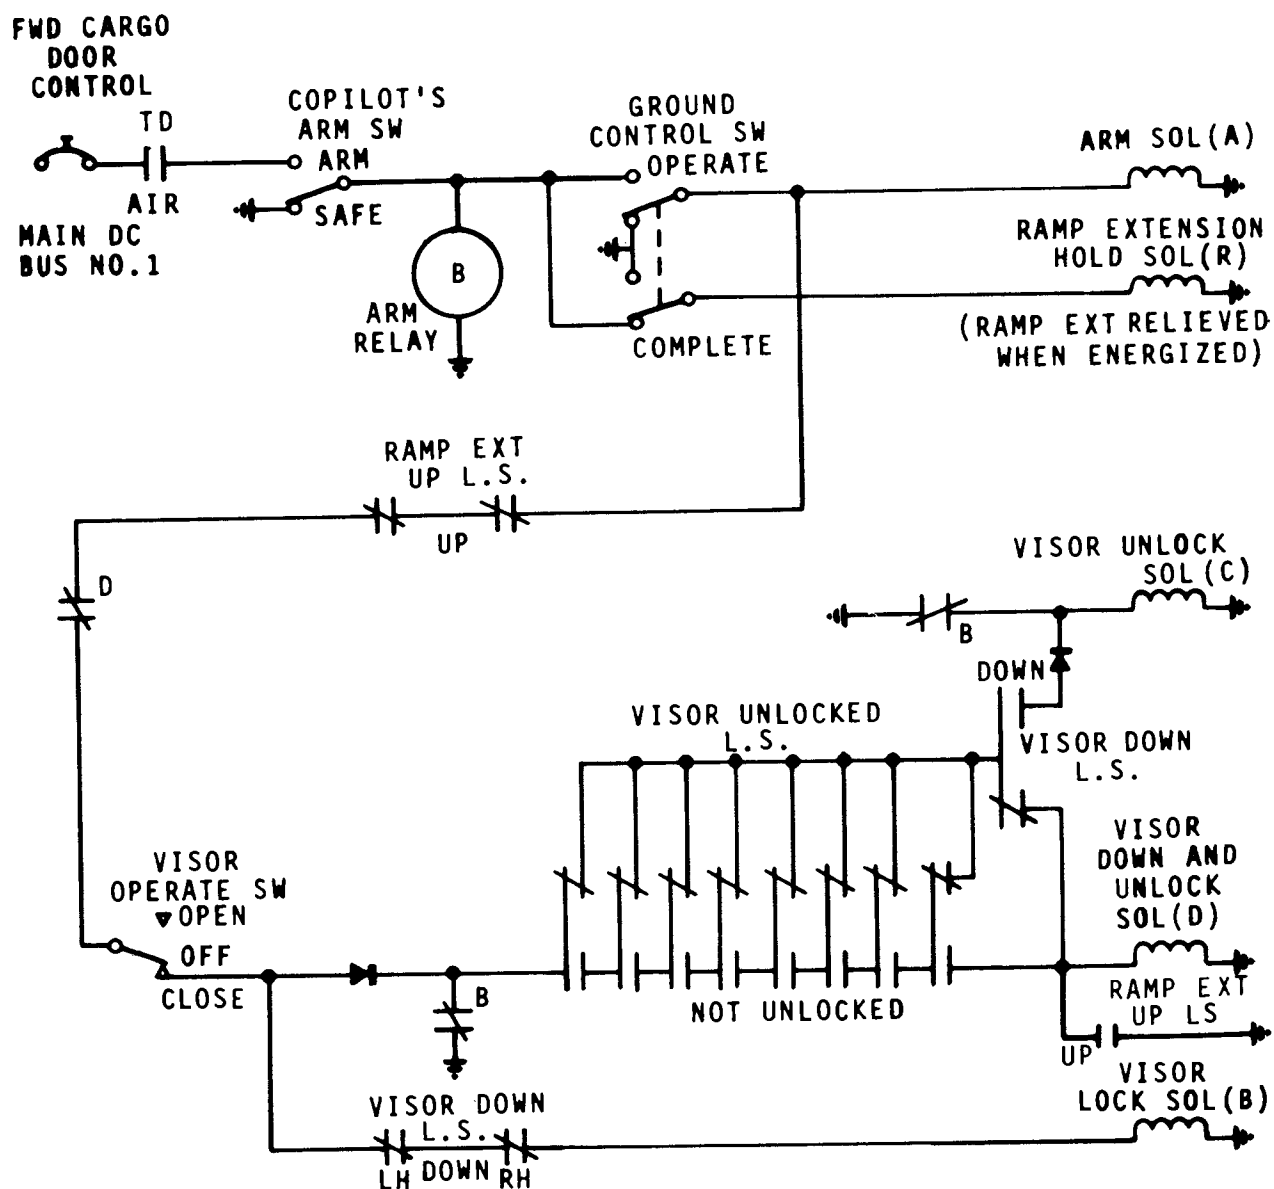 FWD CARGO
DOOR
CONTROL
TD
AIR
MAIN DC
BUS NO.1
COPILOT'S
ARM SW
ARM
SAFE
B
ARM
RELAY
GROUND
CONTROL SW
OPERATE
COMPLETE
ARM SOL(A)
RAMP EXTENSION
HOLD SOL(R)
(RAMP EXT RELIEVED
WHEN ENERGIZED)
RAMP EXT
UP L.S.
UP
D
VISOR UNLOCK
SOL(C)
B
DOWN
VISOR UNLOCKED
L.S.
VISOR DOWN
L.S.
VISOR
DOWN AND
UNLOCK
SOL(D)
VISOR
OPERATE SW
OPEN
OFF
CLOSE
B
NOT UNLOCKED
RAMP EXT
UP LS
UP
VISOR
LOCK SOL(B)
VISOR DOWN
L.S.
LH DOWN RH